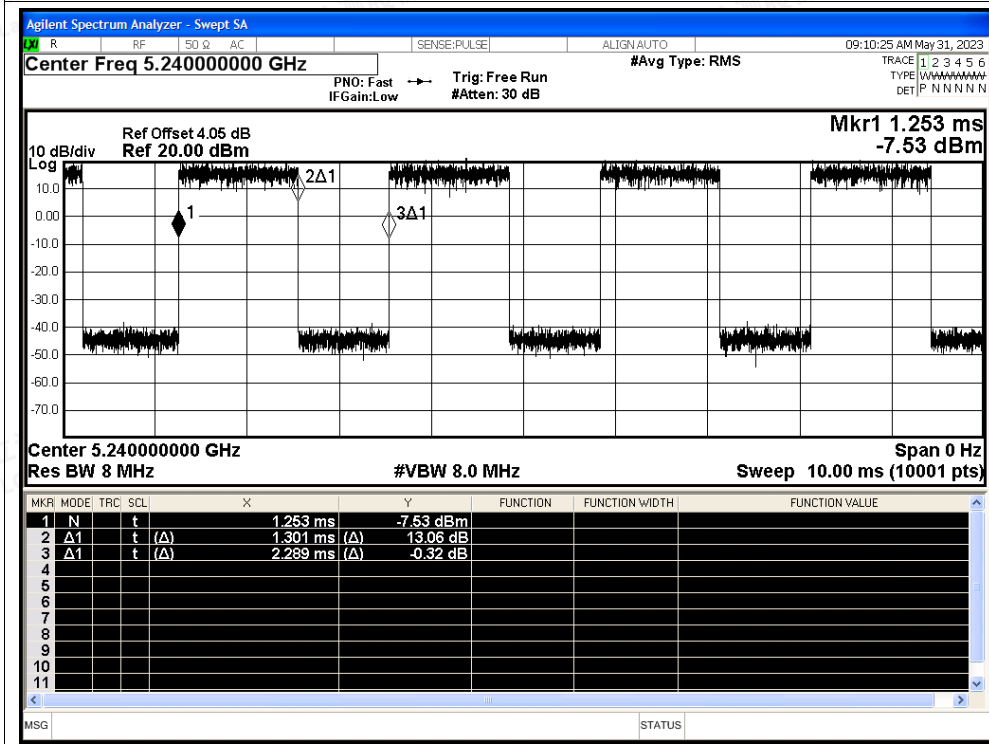 Agilent Spectrum Analyzer - Swept SA
LXI R RF 50 Ω AC SENSE:PULSE ALIGN AUTO 09:10:25 AM May 31, 2023
Center Freq 5.240000000 GHz #Avg Type: RMS TRACE 1 2 3 4 5 6
PNO: Fast Trig: Free Run TYPE W
IFGain:Low #Atten: 30 dB DET P N N N N N
Mkr1 1.253 ms
Ref Offset 4.05 dB
10 dB/div Ref 20.00 dBm -7.53 dBm
Log
2Δ1
10.0
1 3Δ1
0.00
-10.0
-20.0
-30.0
-40.0
-50.0
-60.0
-70.0
Center 5.240000000 GHz Span 0 Hz
Res BW 8 MHz #VBW 8.0 MHz Sweep 10.00 ms (10001 pts)
MKR MODE TRC SCL X Y FUNCTION FUNCTION WIDTH FUNCTION VALUE
1 N t 1.253 ms -7.53 dBm
2 Δ1 t (Δ) 1.301 ms (Δ) 13.06 dB
3 Δ1 t (Δ) 2.289 ms (Δ) -0.32 dB
4
5
6
7
8
9
10
11
MSG STATUS